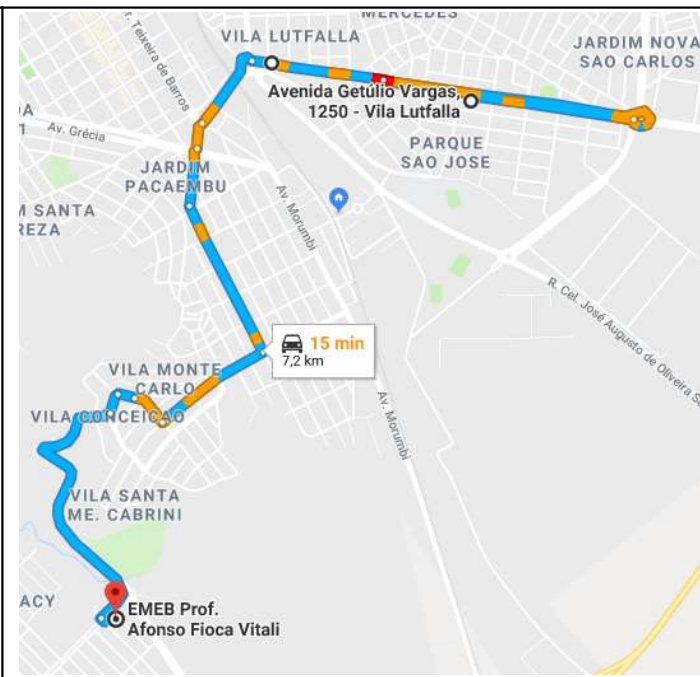 MERCEDES
VILA LUTFALLA
JARDIM NOVA
SAO CARLOS
Teixeira de Barros
Avenida Getúlio Vargas,
1250 - Vila Lutfalla
Av. Grécia
PARQUE
SAO JOSE
JARDIM
PACAEMBU
M SANTA
REZA
Av. Morumbi
R. Cel. José Augusto de Oliveira S
15 min
7,2 km
VILA MONTE
CARLO
VILA CONCEICAO
Av. Morumbi
VILA SANTA
ME. CABRINI
ACY
EMEB Prof.
Afonso Fioca Vitali